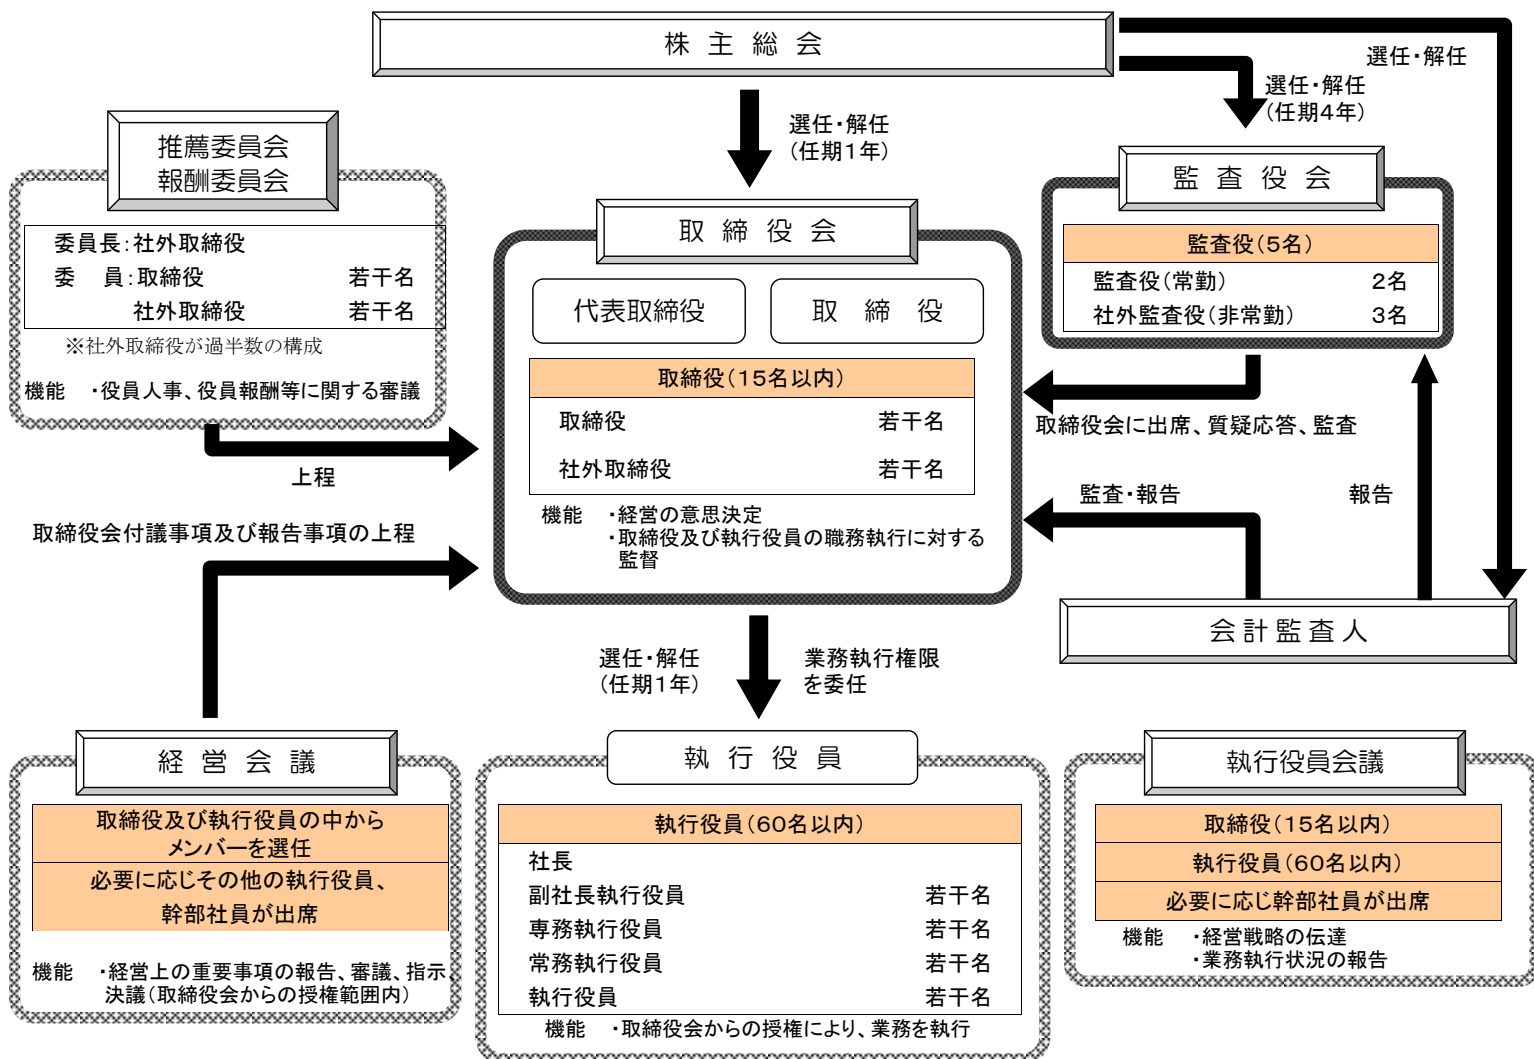 株主総会
選任・解任
選任・解任
(任期4年)
選任・解任
(任期1年)
推薦委員会
報酬委員会
委員長:社外取締役
委　員:取締役　若干名
社外取締役　若干名
※社外取締役が過半数の構成
機能　・役員人事、役員報酬等に関する審議
上程
取締役会付議事項及び報告事項の上程
取締役会
代表取締役
取締役
取締役(15名以内)
取締役　若干名
社外取締役　若干名
機能　・経営の意思決定
・取締役及び執行役員の職務執行に対する
監督
監査役会
監査役(5名)
監査役(常勤)　2名
社外監査役(非常勤)　3名
取締役会に出席、質疑応答、監査
監査・報告
報告
会計監査人
選任・解任
(任期1年)
業務執行権限
を委任
経営会議
取締役及び執行役員の中から
メンバーを選任
必要に応じその他の執行役員、
幹部社員が出席
機能　・経営上の重要事項の報告、審議、指示、
決議(取締役会からの授権範囲内)
執行役員
執行役員(60名以内)
社長
副社長執行役員　若干名
専務執行役員　若干名
常務執行役員　若干名
執行役員　若干名
機能　・取締役会からの授権により、業務を執行
執行役員会議
取締役(15名以内)
執行役員(60名以内)
必要に応じ幹部社員が出席
機能　・経営戦略の伝達
・業務執行状況の報告